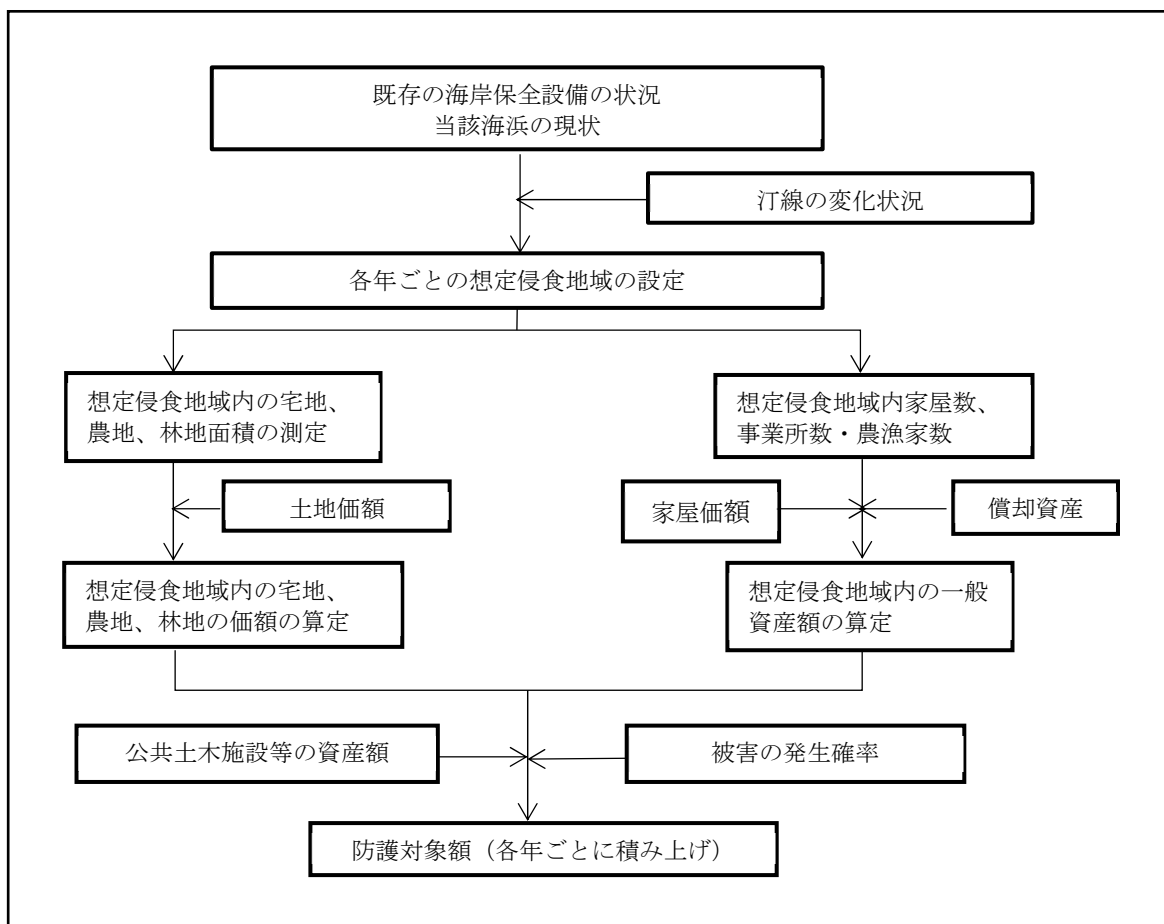 既存の海岸保全設備の状況
当該海浜の現状
汀線の変化状況
各年ごとの想定侵食地域の設定
想定侵食地域内の宅地、
農地、林地面積の測定
想定侵食地域内家屋数、
事業所数・農漁家数
土地価額
家屋価額
償却資産
想定侵食地域内の宅地、
農地、林地の価額の算定
想定侵食地域内の一般
資産額の算定
公共土木施設等の資産額
被害の発生確率
防護対象額（各年ごとに積み上げ）